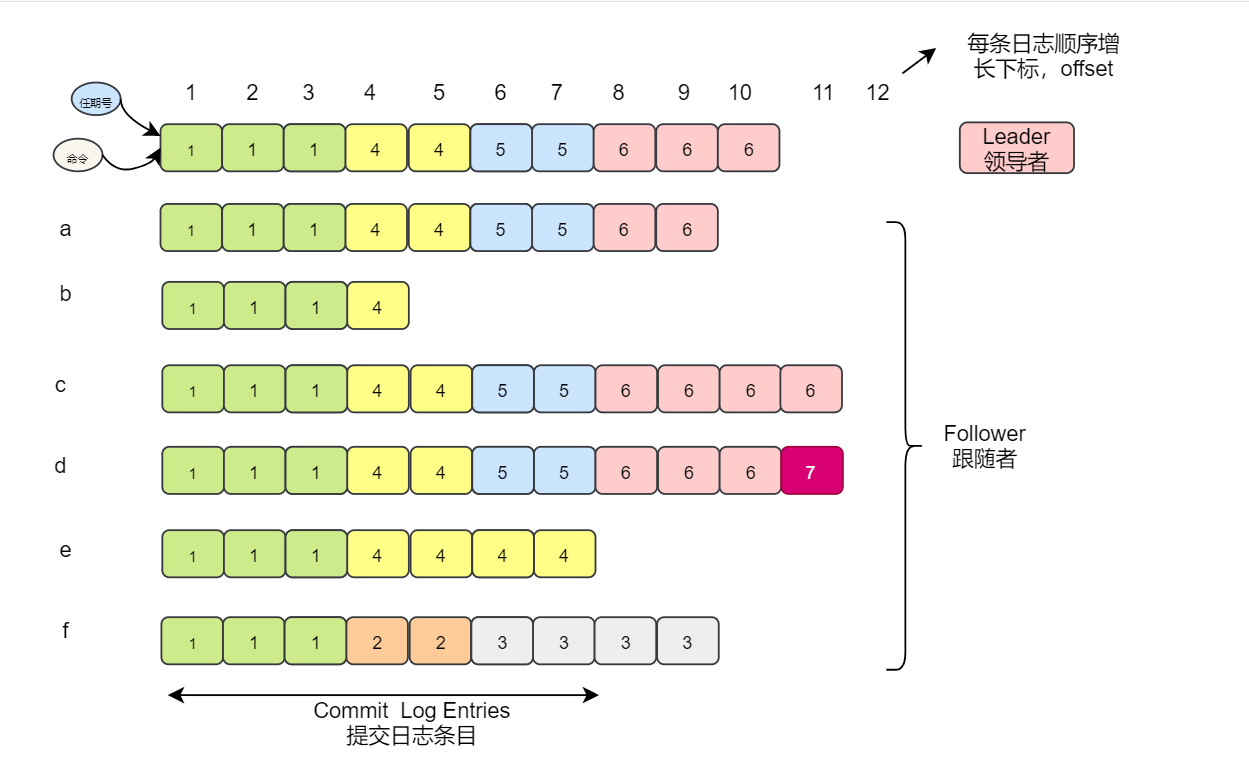 每条日志顺序增
长下标，offset
任期号
1 2 3 4 5 6 7 8 9 10 11 12
命令
1 1 1 4 4 5 5 6 6 6
Leader
领导者
a
1 1 1 4 4 5 5 6 6
b
1 1 1 4
c
1 1 1 4 4 5 5 6 6 6 6
d
1 1 1 4 4 5 5 6 6 6 7
Follower
跟随者
e
1 1 1 4 4 4 4
f
1 1 1 2 2 3 3 3 3
Commit Log Entries
提交日志条目